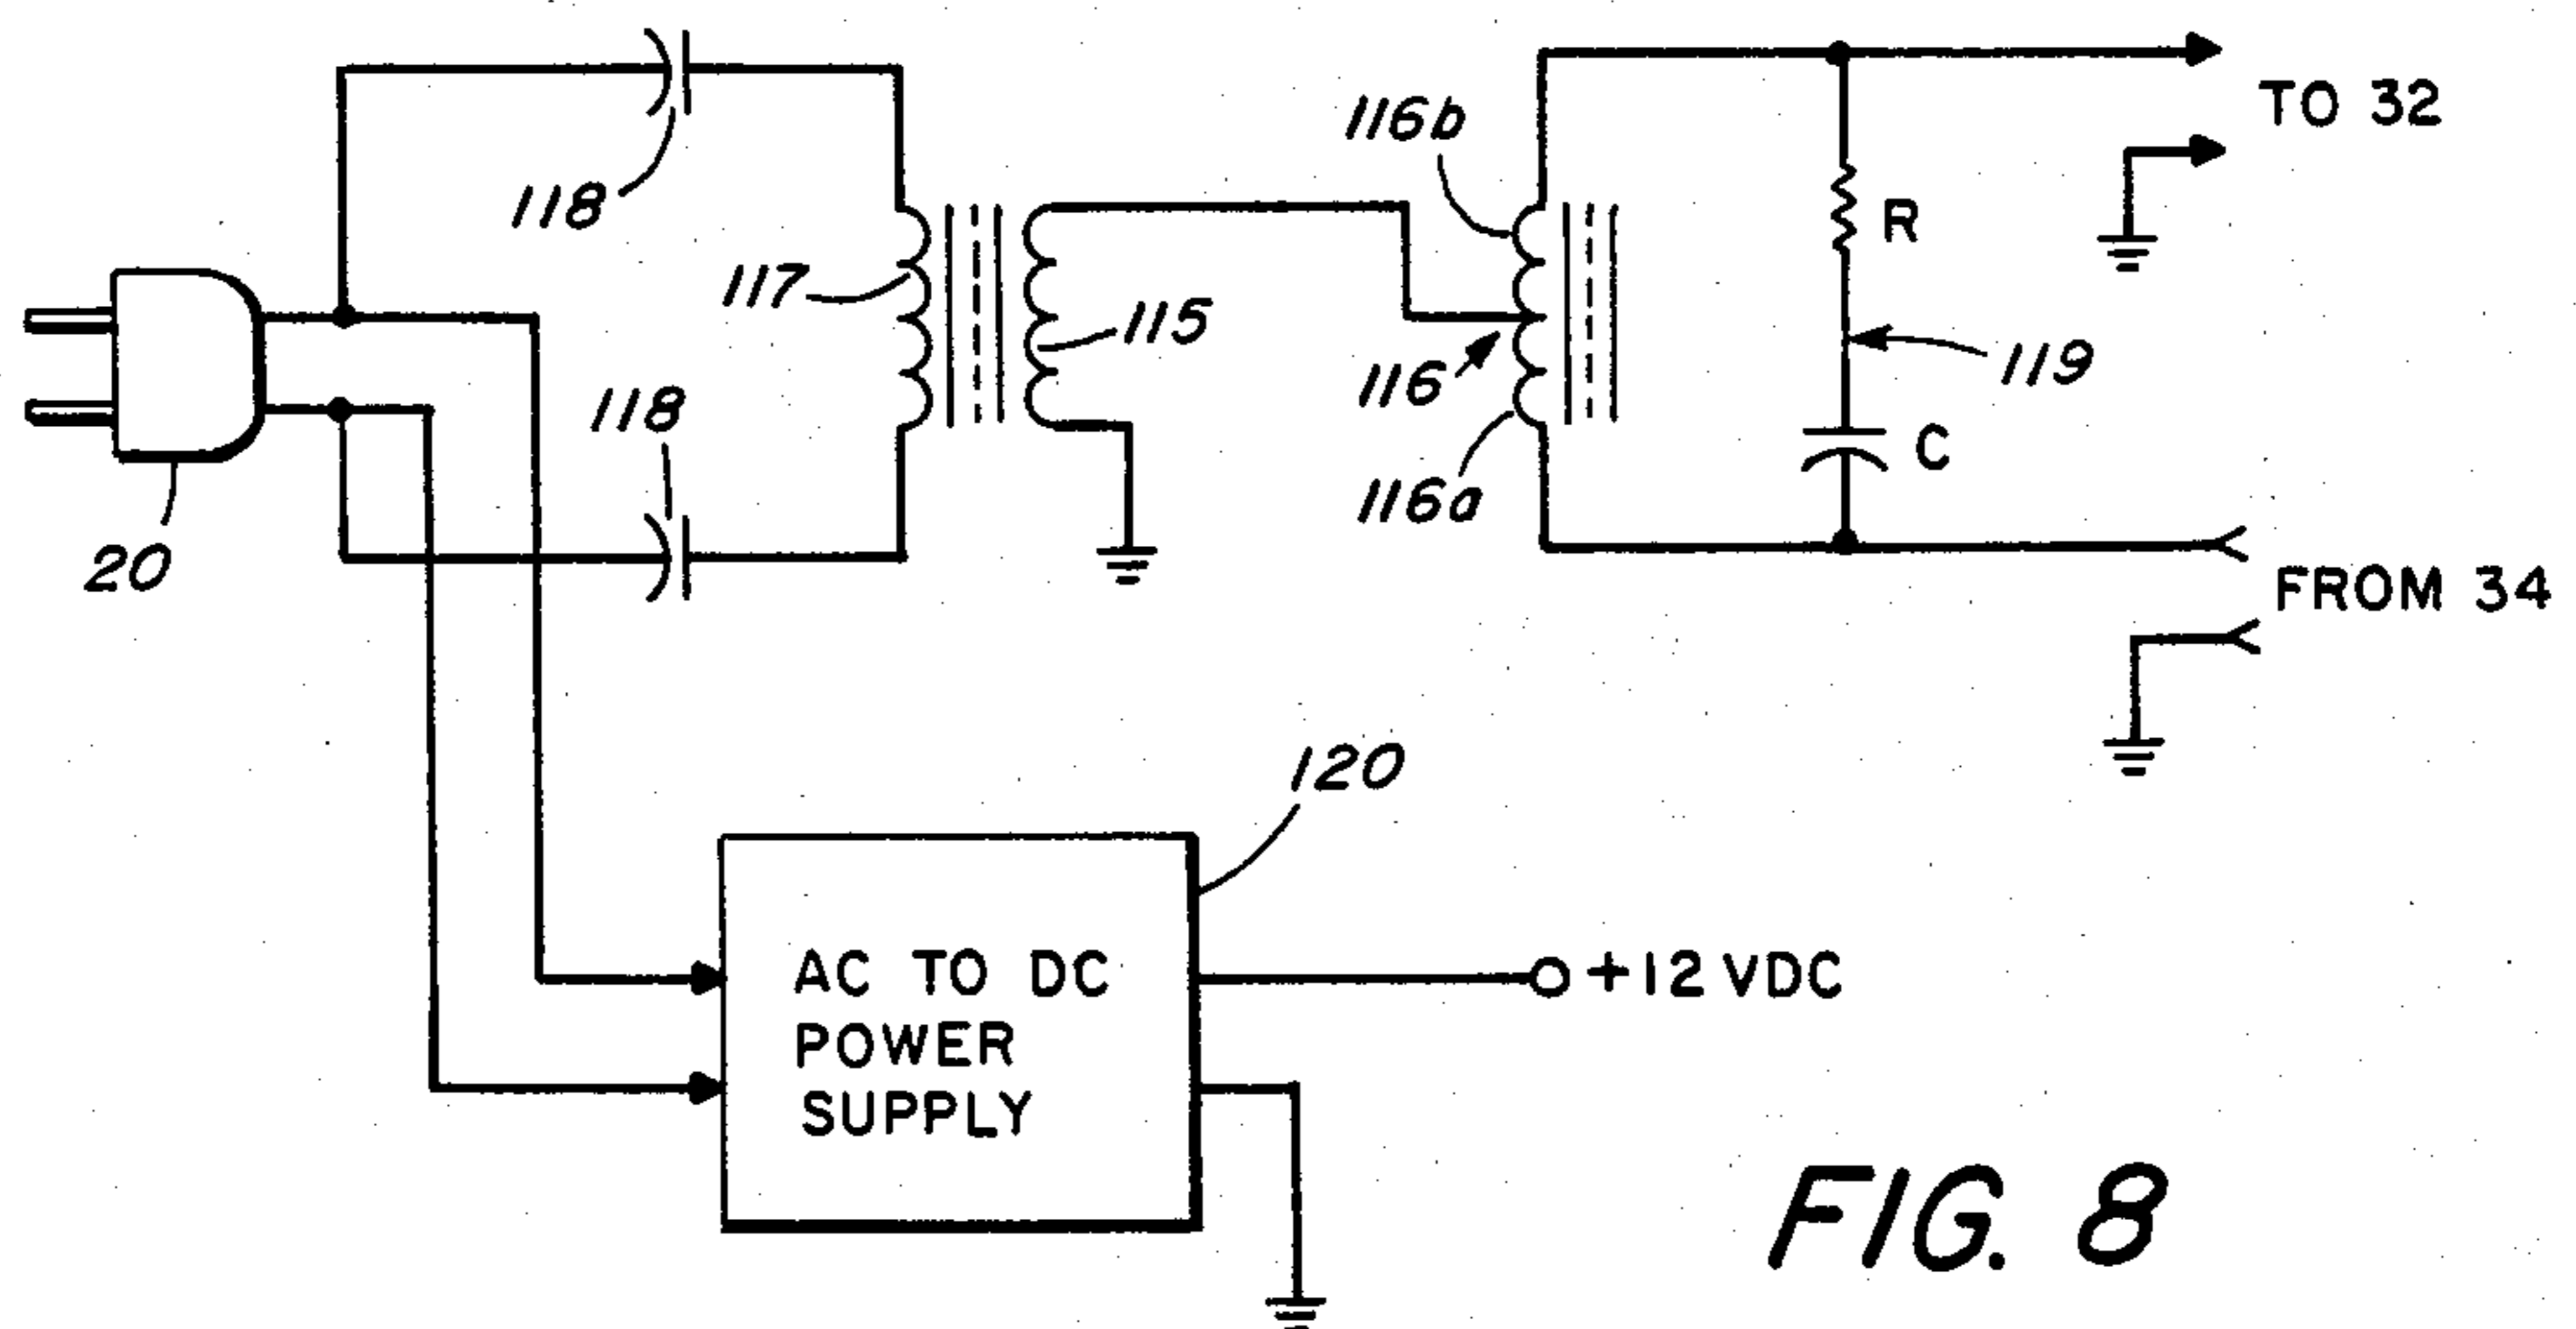 118
116b
TO 32
117
115
R
116
119
118
116a
C
20
FROM 34
120
AC TO DC
POWER
SUPPLY
+12 VDC
FIG. 8